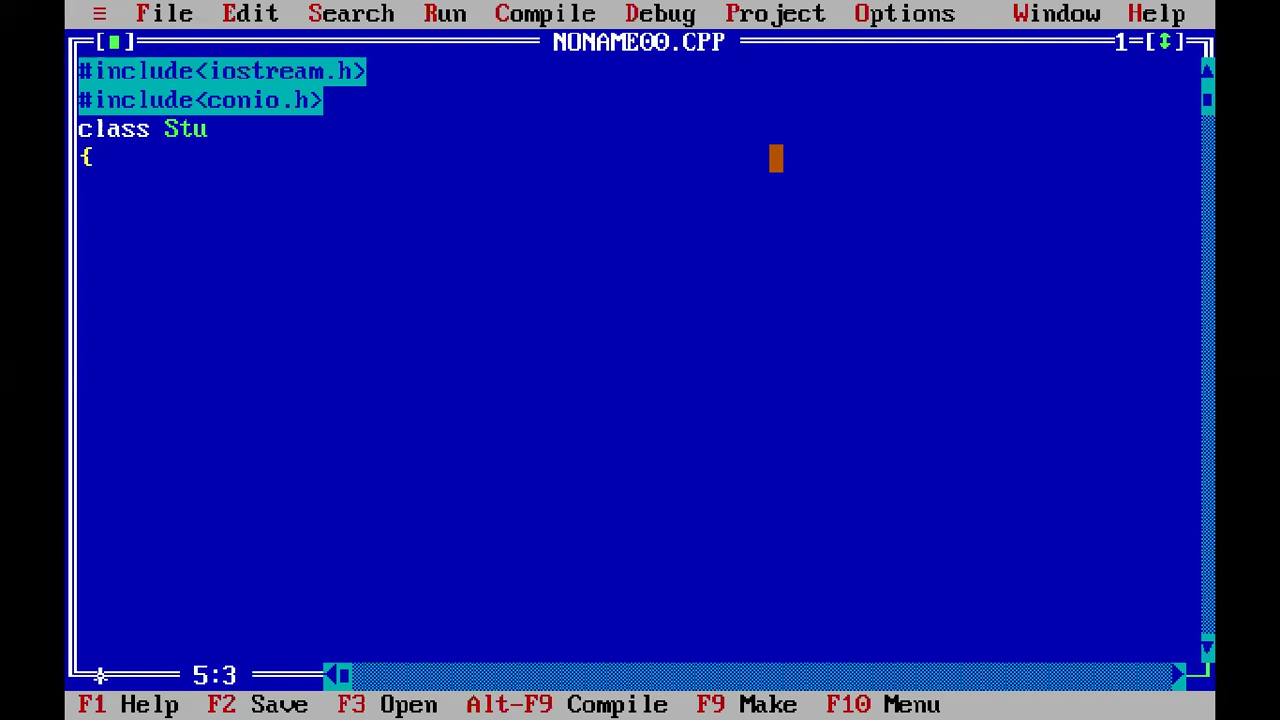 ≡ File Edit Search Run Compile Debug Project Options Window Help
[■] NONAME00.CPP 1=[↕]
#include<iostream.h>
#include<conio.h>
class Stu
{
5:3
F1 Help F2 Save F3 Open Alt-F9 Compile F9 Make F10 Menu